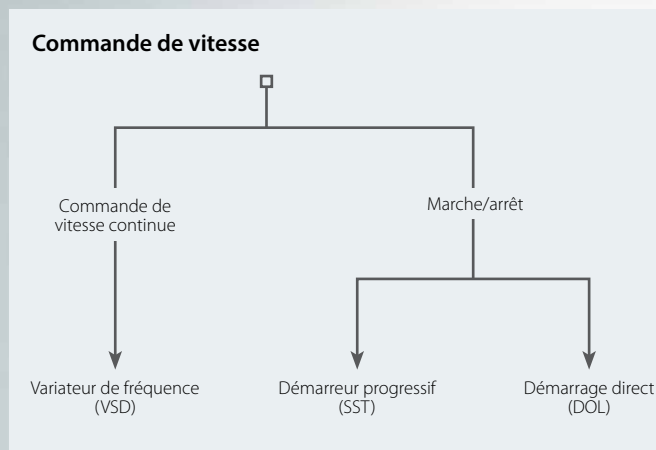 Commande de vitesse
Commande de
vitesse continue
Marche/arrêt
Variateur de fréquence
(VSD)
Démarreur progressif
(SST)
Démarrage direct
(DOL)